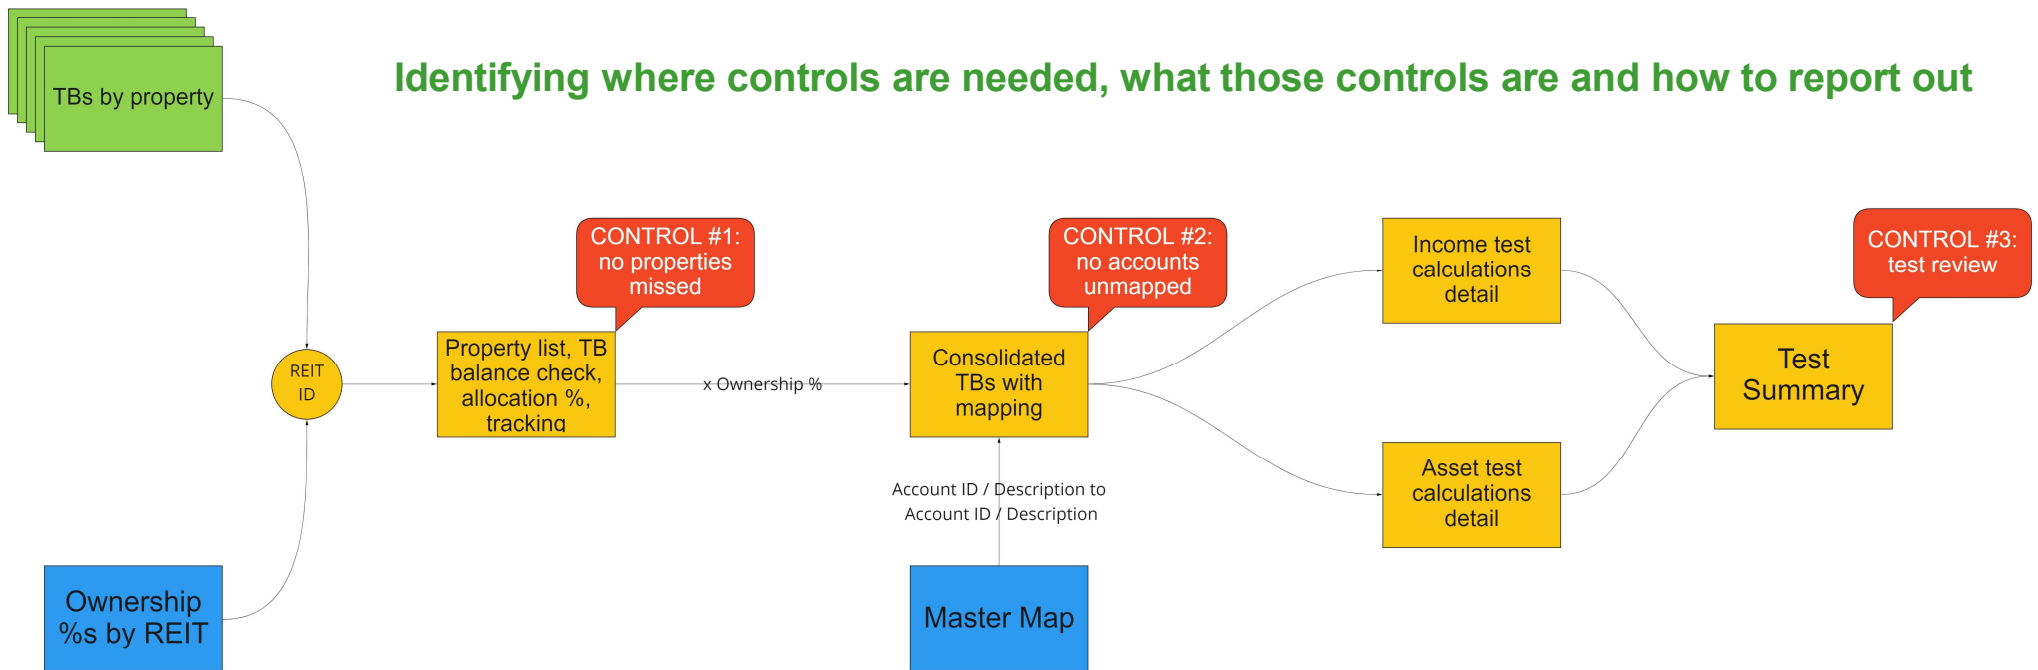 Identifying where controls are needed, what those controls are and how to report out
TBs by property
CONTROL #1:
no properties
missed
CONTROL #2:
no accounts
unmapped
Income test
calculations
detail
CONTROL #3:
test review
REIT
ID
Property list, TB
balance check,
allocation %,
tracking
x Ownership %
Consolidated
TBs with
mapping
Test
Summary
Account ID / Description to
Account ID / Description
Asset test
calculations
detail
Ownership
%s by REIT
Master Map